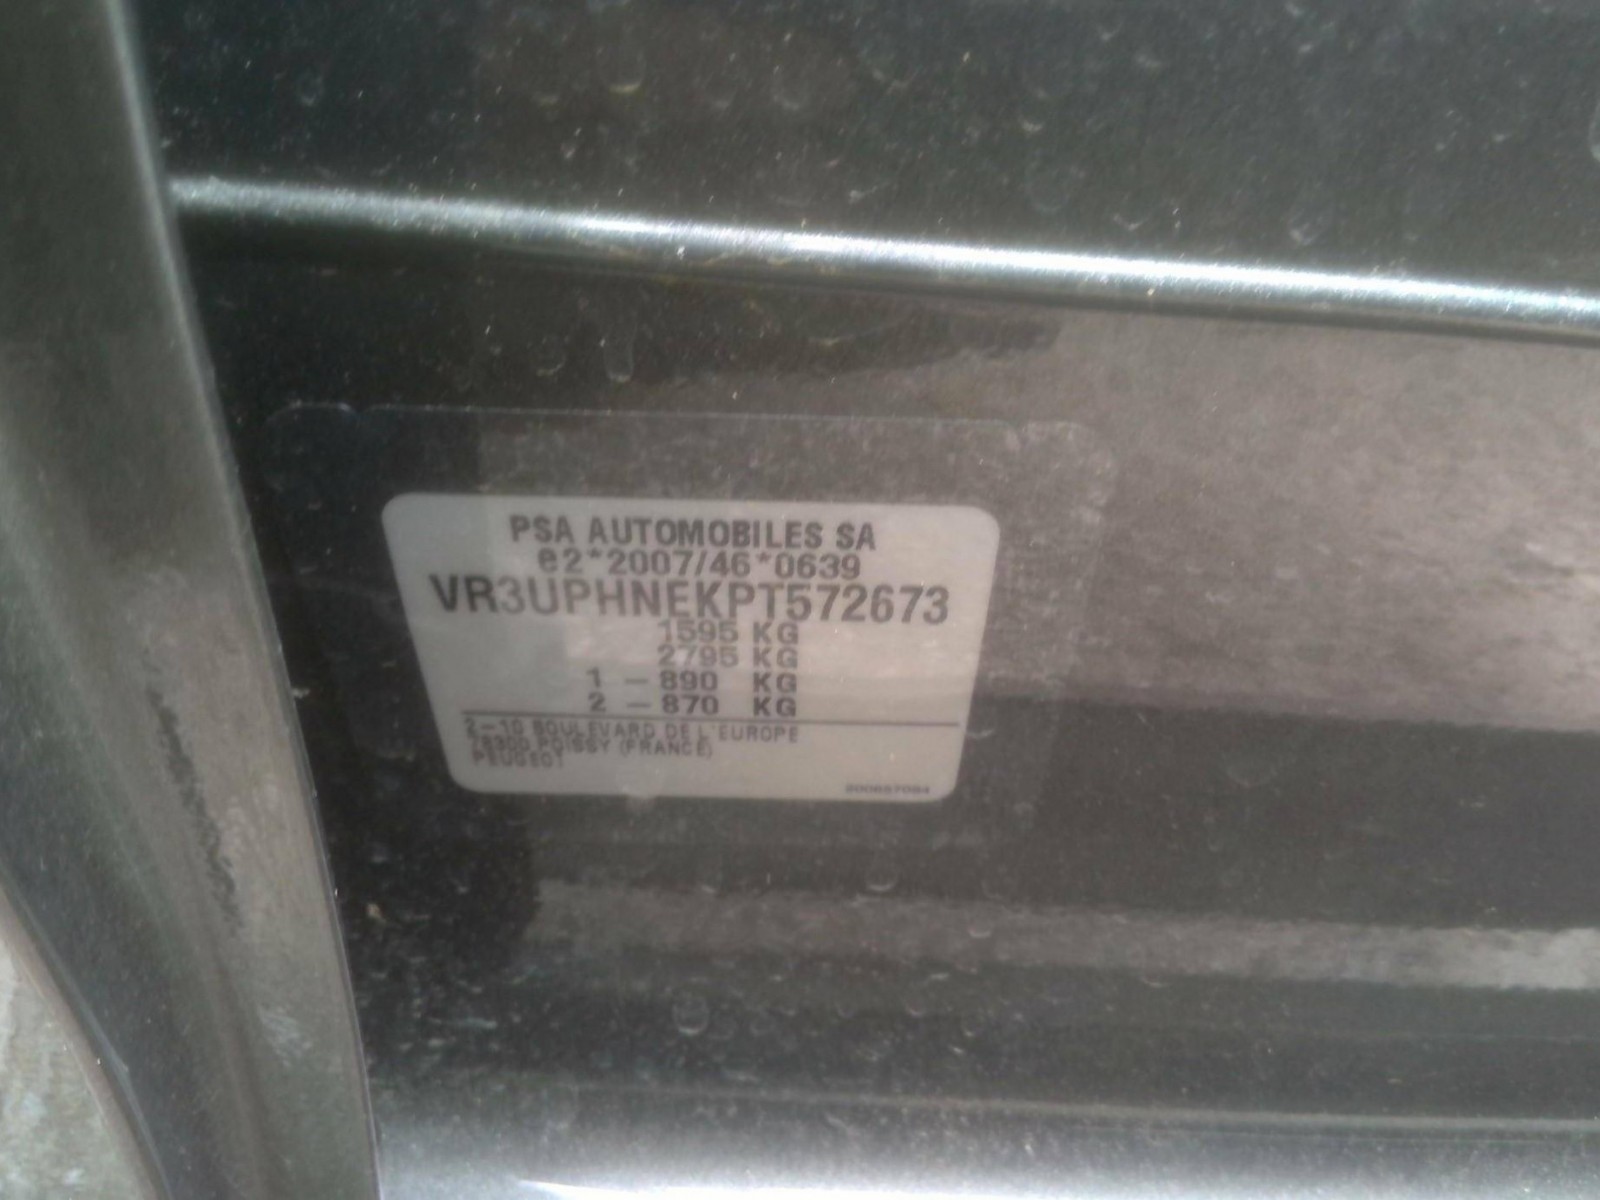 PSA AUTOMOBILES SA
e2*2007/46*0639
VR3UPHNEKPT572673
1595 KG
2795 KG
1 - 890 KG
2 - 870 KG
2-10 BOULEVARD DE L'EUROPE
78300 POISSY (FRANCE)
PEUGEOT